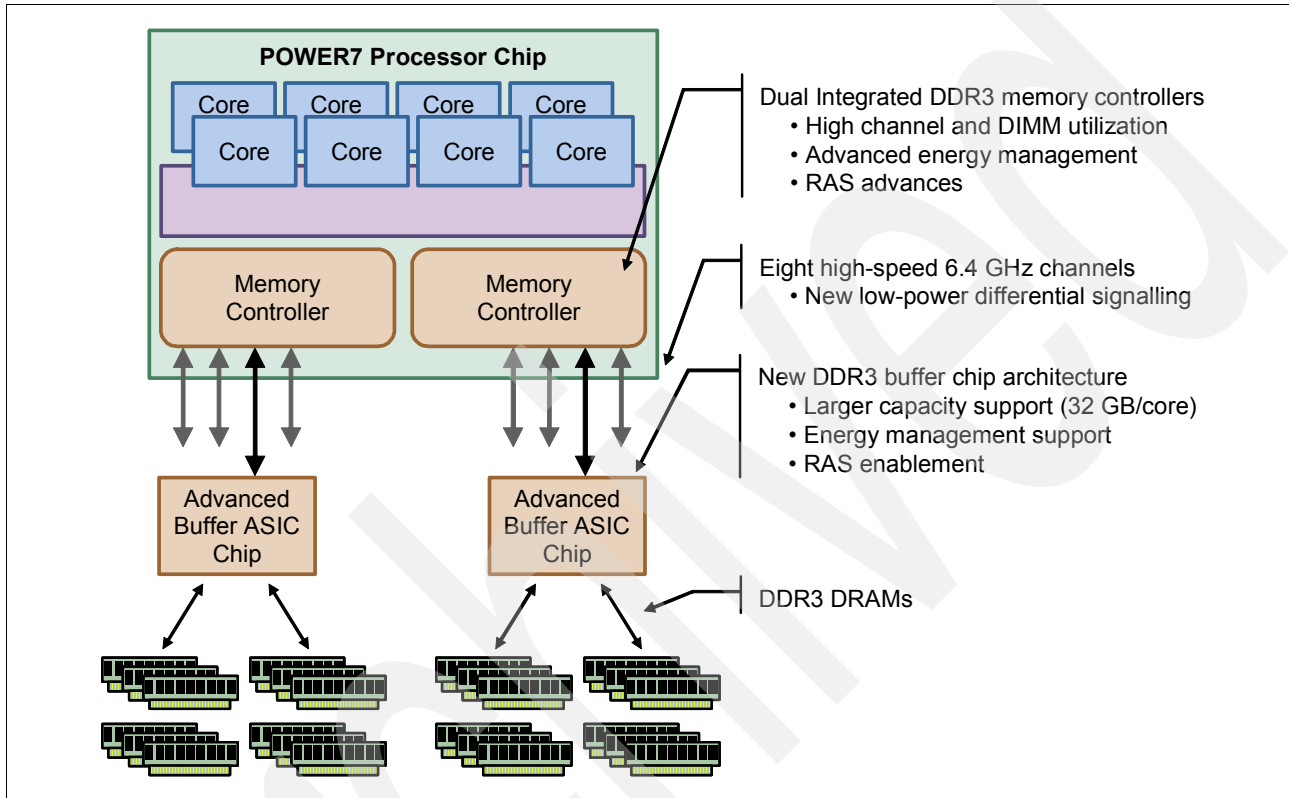 POWER7 Processor Chip
Core Core Core Core
Core Core Core Core
Memory
Controller
Memory
Controller
Advanced
Buffer ASIC
Chip
Advanced
Buffer ASIC
Chip
Dual Integrated DDR3 memory controllers
• High channel and DIMM utilization
• Advanced energy management
• RAS advances
Eight high-speed 6.4 GHz channels
• New low-power differential signalling
New DDR3 buffer chip architecture
• Larger capacity support (32 GB/core)
• Energy management support
• RAS enablement
DDR3 DRAMs